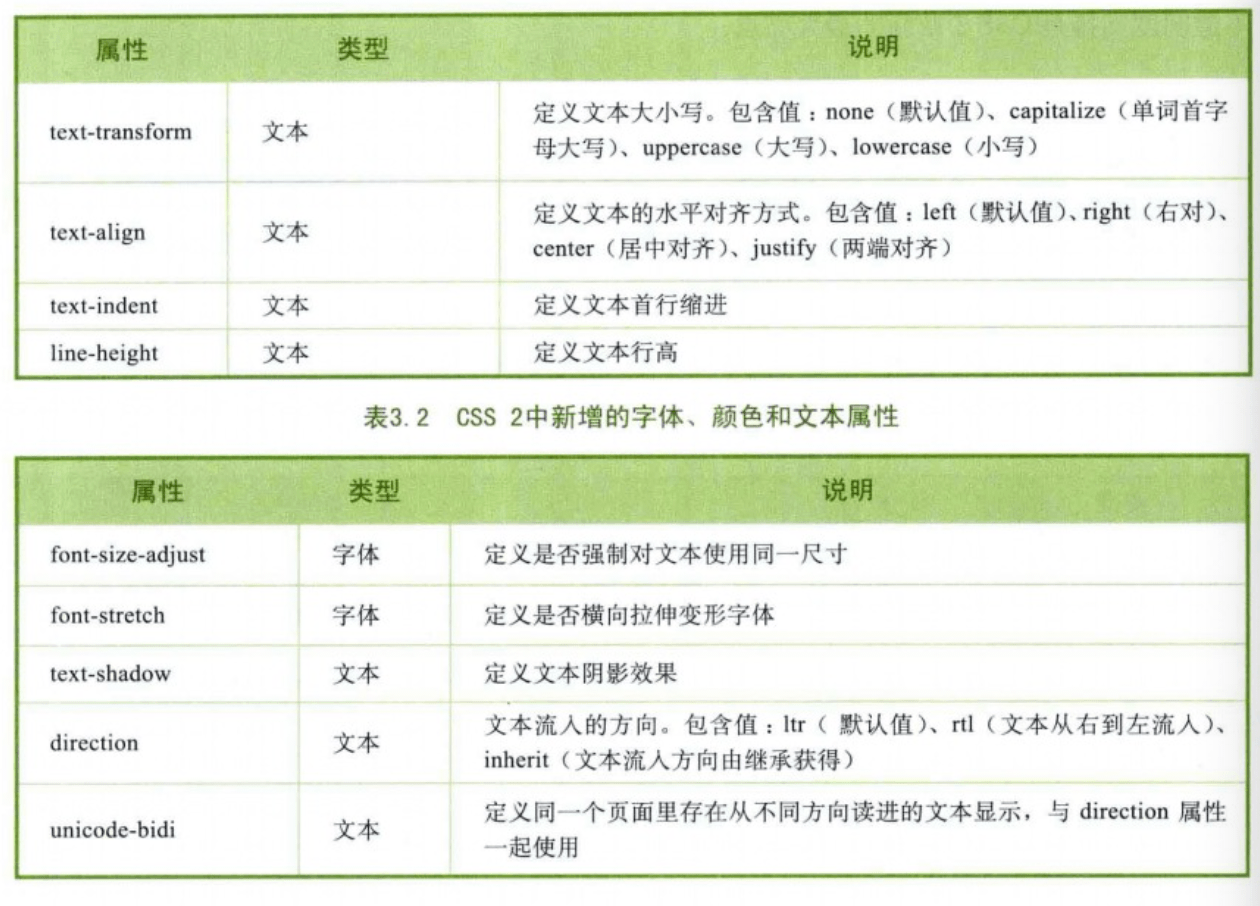 属性 类型 说明
text-transform 文本 定义文本大小写。包含值：none（默认值）、capitalize（单词首字
母大写）、uppercase（大写）、lowercase（小写）
text-align 文本 定义文本的水平对齐方式。包含值：left（默认值）、right（右对）、
center（居中对齐）、justify（两端对齐）
text-indent 文本 定义文本首行缩进
line-height 文本 定义文本行高
表3.2 CSS 2中新增的字体、颜色和文本属性
属性 类型 说明
font-size-adjust 字体 定义是否强制对文本使用同一尺寸
font-stretch 字体 定义是否横向拉伸变形字体
text-shadow 文本 定义文本阴影效果
direction 文本 文本流入的方向。包含值：ltr（ 默认值）、rtl（文本从右到左流入）、
inherit（文本流入方向由继承获得）
unicode-bidi 文本 定义同一个页面里存在从不同方向读进的文本显示，与 direction 属性
一起使用